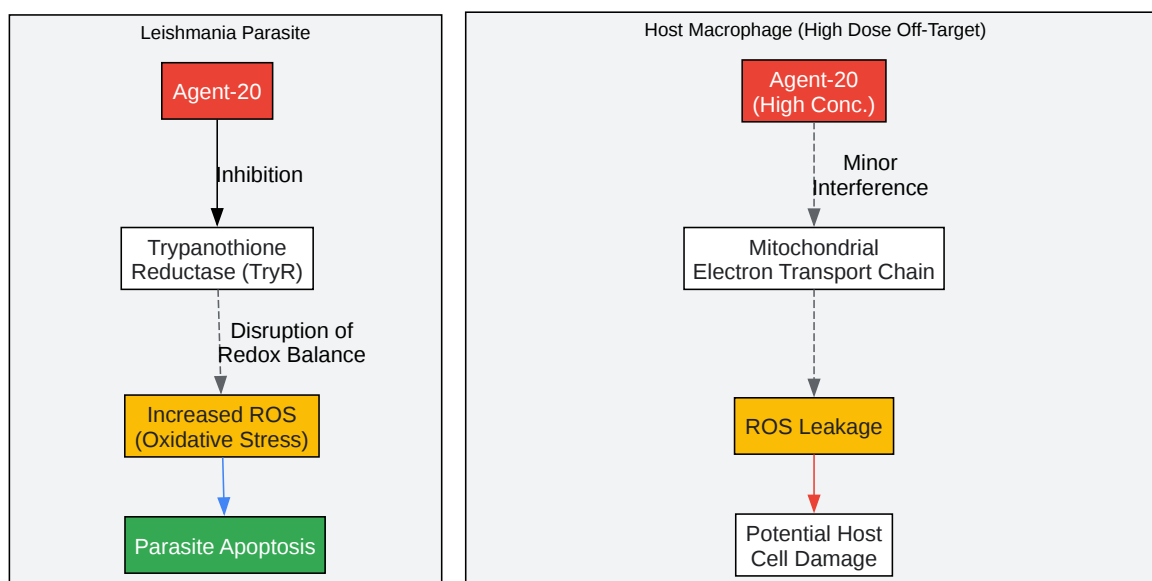 Leishmania Parasite
Agent-20
Inhibition
Trypanothione
Reductase (TryR)
Disruption of
Redox Balance
Increased ROS
(Oxidative Stress)
Parasite Apoptosis
Host Macrophage (High Dose Off-Target)
Agent-20
(High Conc.)
Minor
Interference
Mitochondrial
Electron Transport Chain
ROS Leakage
Potential Host
Cell Damage